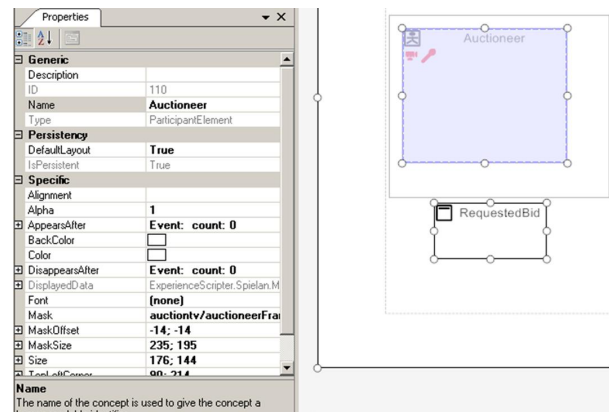 Properties
Generic
Description
ID 110
Name Auctioneer
Type ParticipantElement
Persistency
DefaultLayout True
IsPersistent True
Specific
Alignment
Alpha 1
AppearsAfter Event: count: 0
BackColor
Color
DisappearsAfter Event: count: 0
DisplayedData ExperienceScripter.Spielan.M
Font (none)
Mask auctiontv/auctioneerFra
MaskOffset -14; -14
MaskSize 235; 195
Size 176; 144
TopLeftCorner 90; 214
Name
The name of the concept is used to give the concept a
Auctioneer
RequestedBid